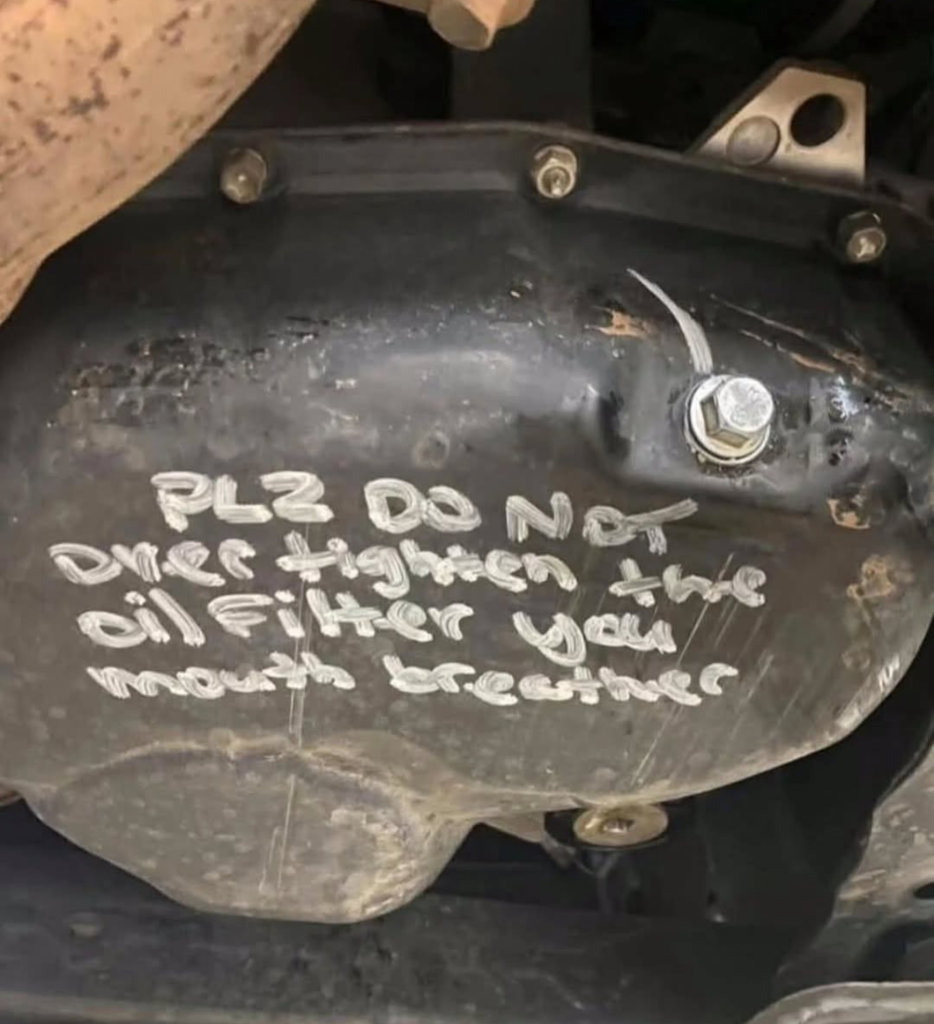 PLZ DO NOT
over tighten the
oil Filter you
mouth breather